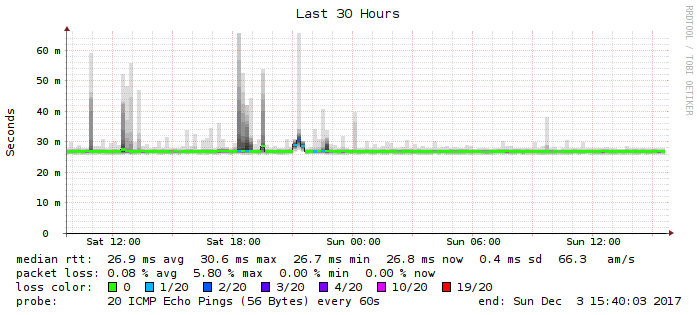 Last 30 Hours
RRDTOOL / TOBI OETIKER
Seconds
60 m
50 m
40 m
30 m
20 m
10 m
0
Sat 12:00 Sat 18:00 Sun 00:00 Sun 06:00 Sun 12:00
median rtt: 26.9 ms avg 30.6 ms max 26.7 ms min 26.8 ms now 0.4 ms sd 66.3 am/s
packet loss: 0.08 % avg 5.80 % max 0.00 % min 0.00 % now
loss color: 0 1/20 2/20 3/20 4/20 10/20 19/20
probe: 20 ICMP Echo Pings (56 Bytes) every 60s end: Sun Dec 3 15:40:03 2017